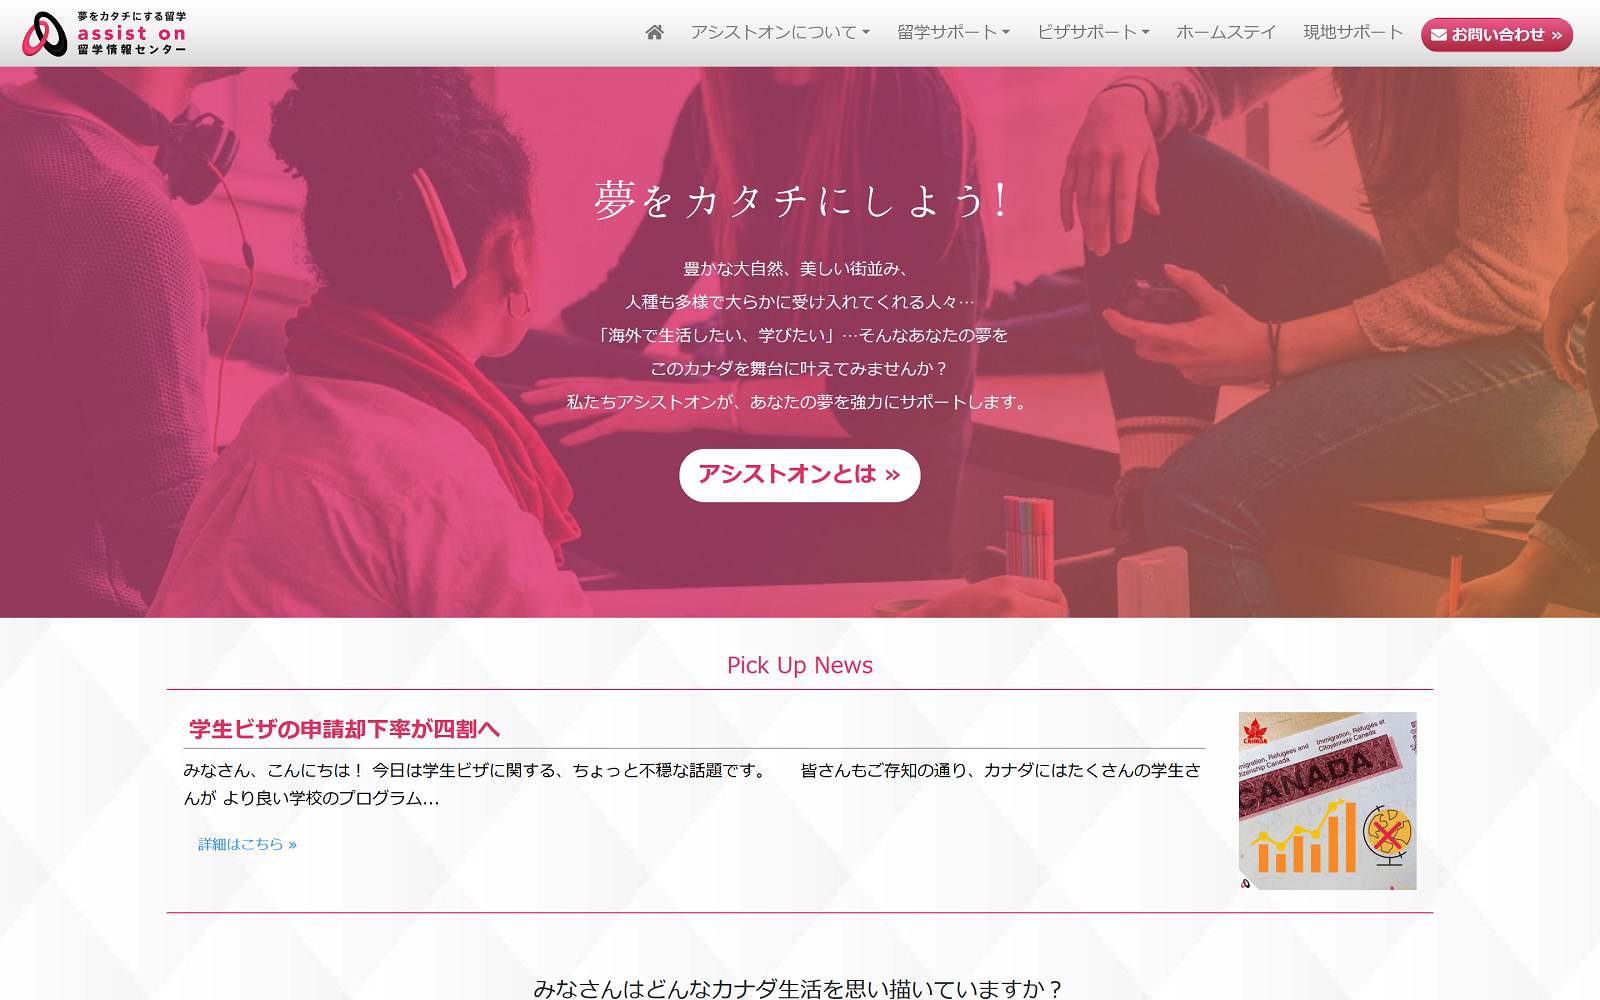 夢をカタチにする留学
assist on
留学情報センター
アシストオンについて
留学サポート
ビザサポート
ホームステイ
現地サポート
お問い合わせ »
夢をカタチにしよう!
豊かな大自然、美しい街並み、
人種も多様で大らかに受け入れてくれる人々…
「海外で生活したい、学びたい」…そんなあなたの夢を
このカナダを舞台に叶えてみませんか？
私たちアシストオンが、あなたの夢を強力にサポートします。
アシストオンとは »
Pick Up News
学生ビザの申請却下率が四割へ
みなさん、こんにちは！ 今日は学生ビザに関する、ちょっと不穏な話題です。　　皆さんもご存知の通り、カナダにはたくさんの学生さ
んが より良い学校のプログラム...
詳細はこちら »
CANADA
Immigration, Réfugiés et
Citoyenneté Canada
migration, Refugees and
itizenship Canada
CANADA
みなさんはどんなカナダ生活を思い描いていますか？